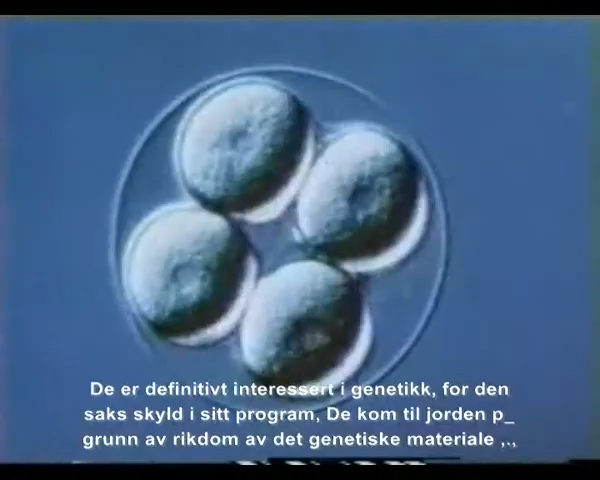 De er definitivt interessert i genetikk, for den
saks skyld i sitt program, De kom til jorden p_
grunn av rikdom av det genetiske materiale ,.,